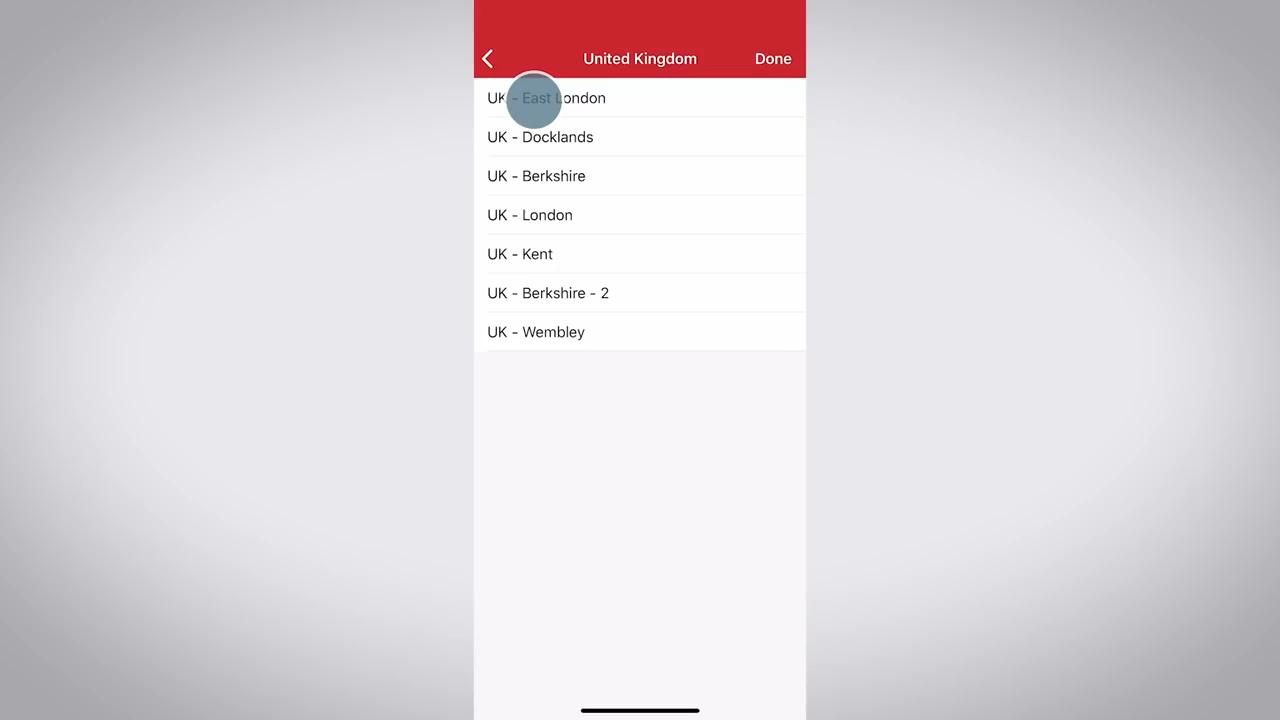 United Kingdom Done
UK - East London
UK - Docklands
UK - Berkshire
UK - London
UK - Kent
UK - Berkshire - 2
UK - Wembley